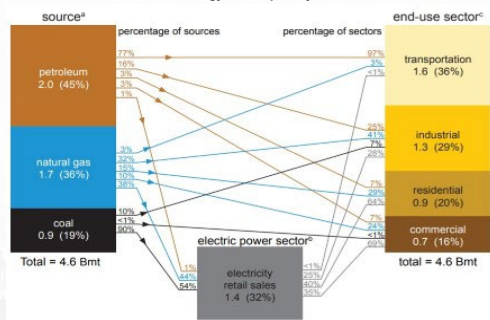 sourceᵃ
percentage of sources
percentage of sectors
end-use sectorᶜ
petroleum
2.0 (45%)
natural gas
1.7 (36%)
coal
0.9 (19%)
Total = 4.6 Bmt
77%
16%
3%
3%
1%
3%
32%
15%
10%
38%
10%
<1%
90%
1%
44%
54%
electric power sectorᵇ
electricity
retail sales
1.4 (32%)
<1%
25%
40%
35%
97%
3%
<1%
25%
41%
7%
28%
7%
29%
64%
7%
24%
<1%
69%
transportation
1.6 (36%)
industrial
1.3 (29%)
residential
0.9 (20%)
commercial
0.7 (16%)
Total = 4.6 Bmt